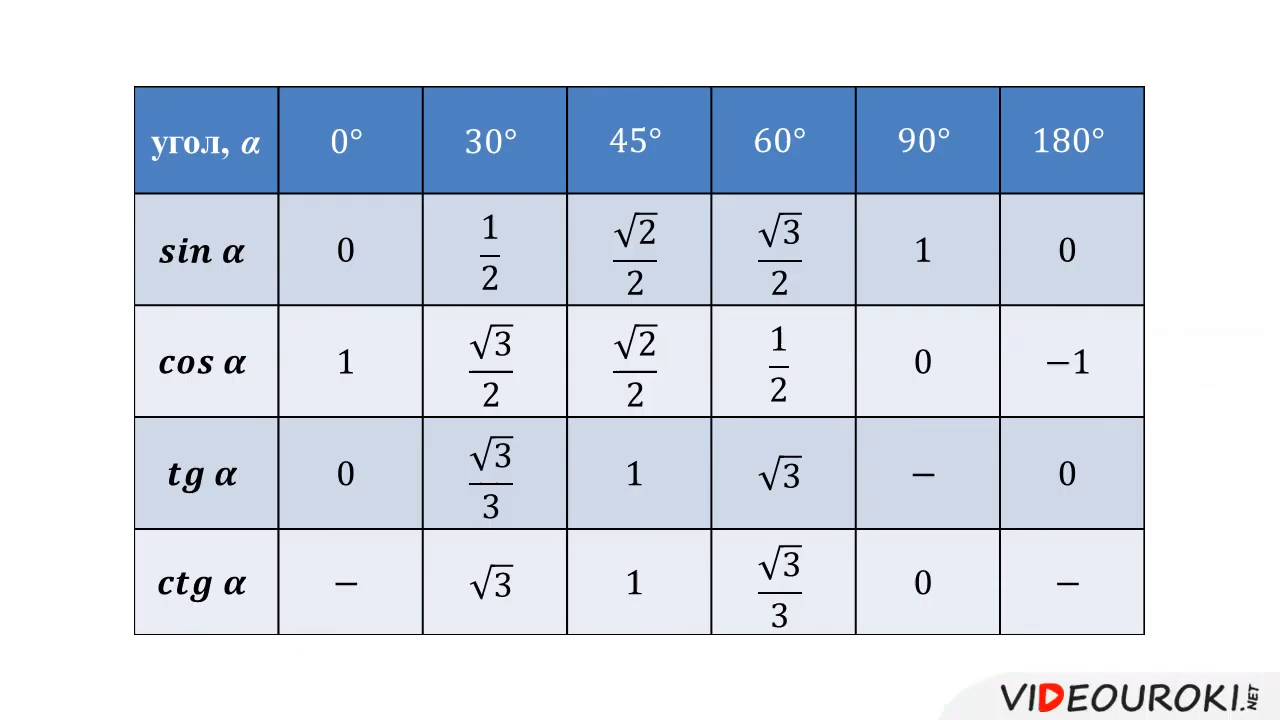 угол, α 0° 30° 45° 60° 90° 180°
sin α 0 1/2 √2/2 √3/2 1 0
cos α 1 √3/2 √2/2 1/2 0 −1
tg α 0 √3/3 1 √3 − 0
ctg α − √3 1 √3/3 0 −
VIDEOUROKI.NET